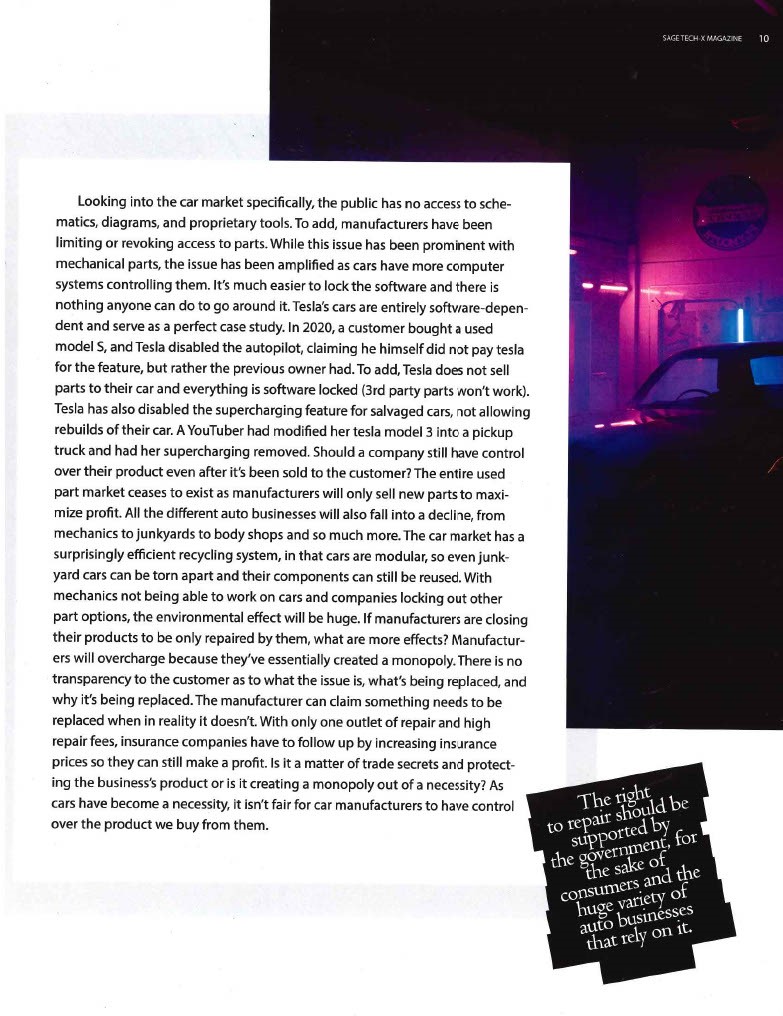 SAGE TECH-X MAGAZINE 10
Looking into the car market specifically, the public has no access to sche-
matics, diagrams, and proprietary tools. To add, manufacturers have been
limiting or revoking access to parts. While this issue has been prominent with
mechanical parts, the issue has been amplified as cars have more computer
systems controlling them. It's much easier to lock the software and there is
nothing anyone can do to go around it. Tesla's cars are entirely software-depen-
dent and serve as a perfect case study. In 2020, a customer bought a used
model S, and Tesla disabled the autopilot, claiming he himself did not pay tesla
for the feature, but rather the previous owner had. To add, Tesla does not sell
parts to their car and everything is software locked (3rd party parts won't work).
Tesla has also disabled the supercharging feature for salvaged cars, not allowing
rebuilds of their car. A YouTuber had modified her tesla model 3 into a pickup
truck and had her supercharging removed. Should a company still have control
over their product even after it's been sold to the customer? The entire used
part market ceases to exist as manufacturers will only sell new parts to maxi-
mize profit. All the different auto businesses will also fall into a decline, from
mechanics to junkyards to body shops and so much more. The car market has a
surprisingly efficient recycling system, in that cars are modular, so even junk-
yard cars can be torn apart and their components can still be reused. With
mechanics not being able to work on cars and companies locking out other
part options, the environmental effect will be huge. If manufacturers are closing
their products to be only repaired by them, what are more effects? Manufactur-
ers will overcharge because they've essentially created a monopoly. There is no
transparency to the customer as to what the issue is, what's being replaced, and
why it's being replaced. The manufacturer can claim something needs to be
replaced when in reality it doesn't. With only one outlet of repair and high
repair fees, insurance companies have to follow up by increasing insurance
prices so they can still make a profit. Is it a matter of trade secrets and protect-
ing the business's product or is it creating a monopoly out of a necessity? As
cars have become a necessity, it isn't fair for car manufacturers to have control
over the product we buy from them.
The right
to repair should be
supported by
the government, for
the sake of
consumers and the
huge variety of
auto businesses
that rely on it.